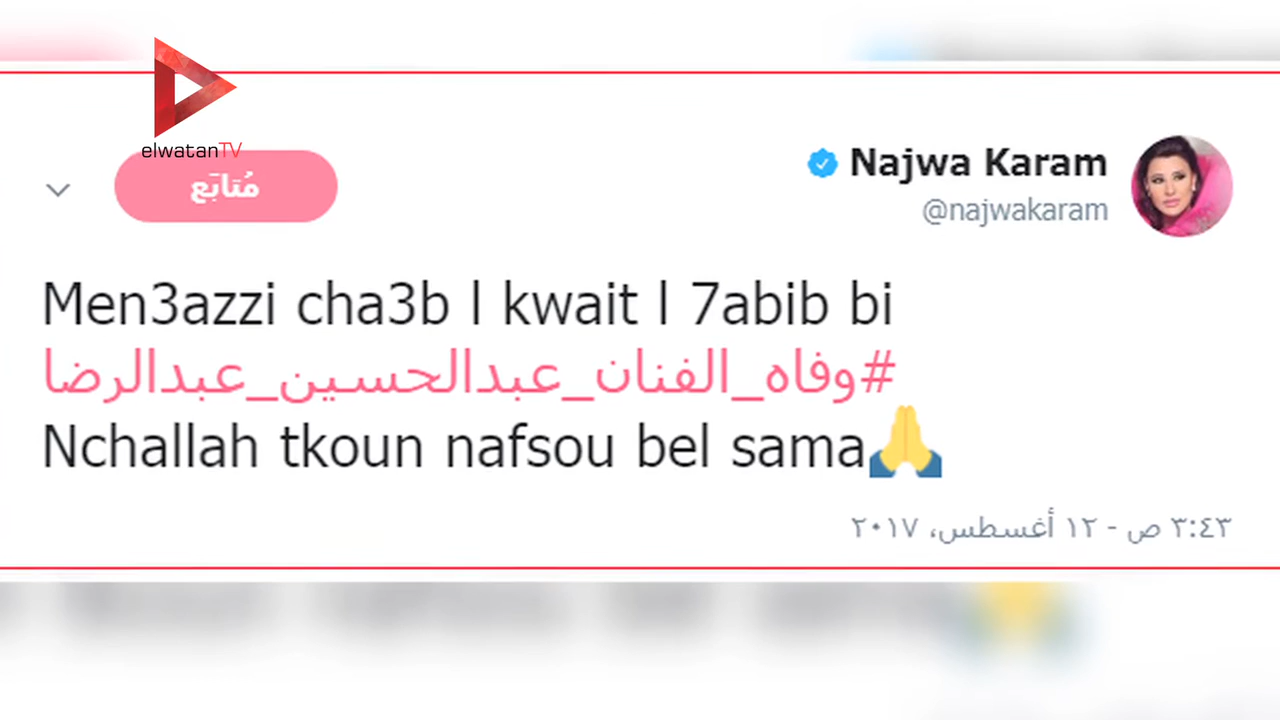 elwatanTV
مُتابَع
Najwa Karam
@najwakaram
Men3azzi cha3b l kwait l 7abib bi
#وفاه_الفنان_عبدالحسين_عبدالرضا
Nchallah tkoun nafsou bel sama🙏
٣:٤٣ ص - ١٢ أغسطس، ٢٠١٧